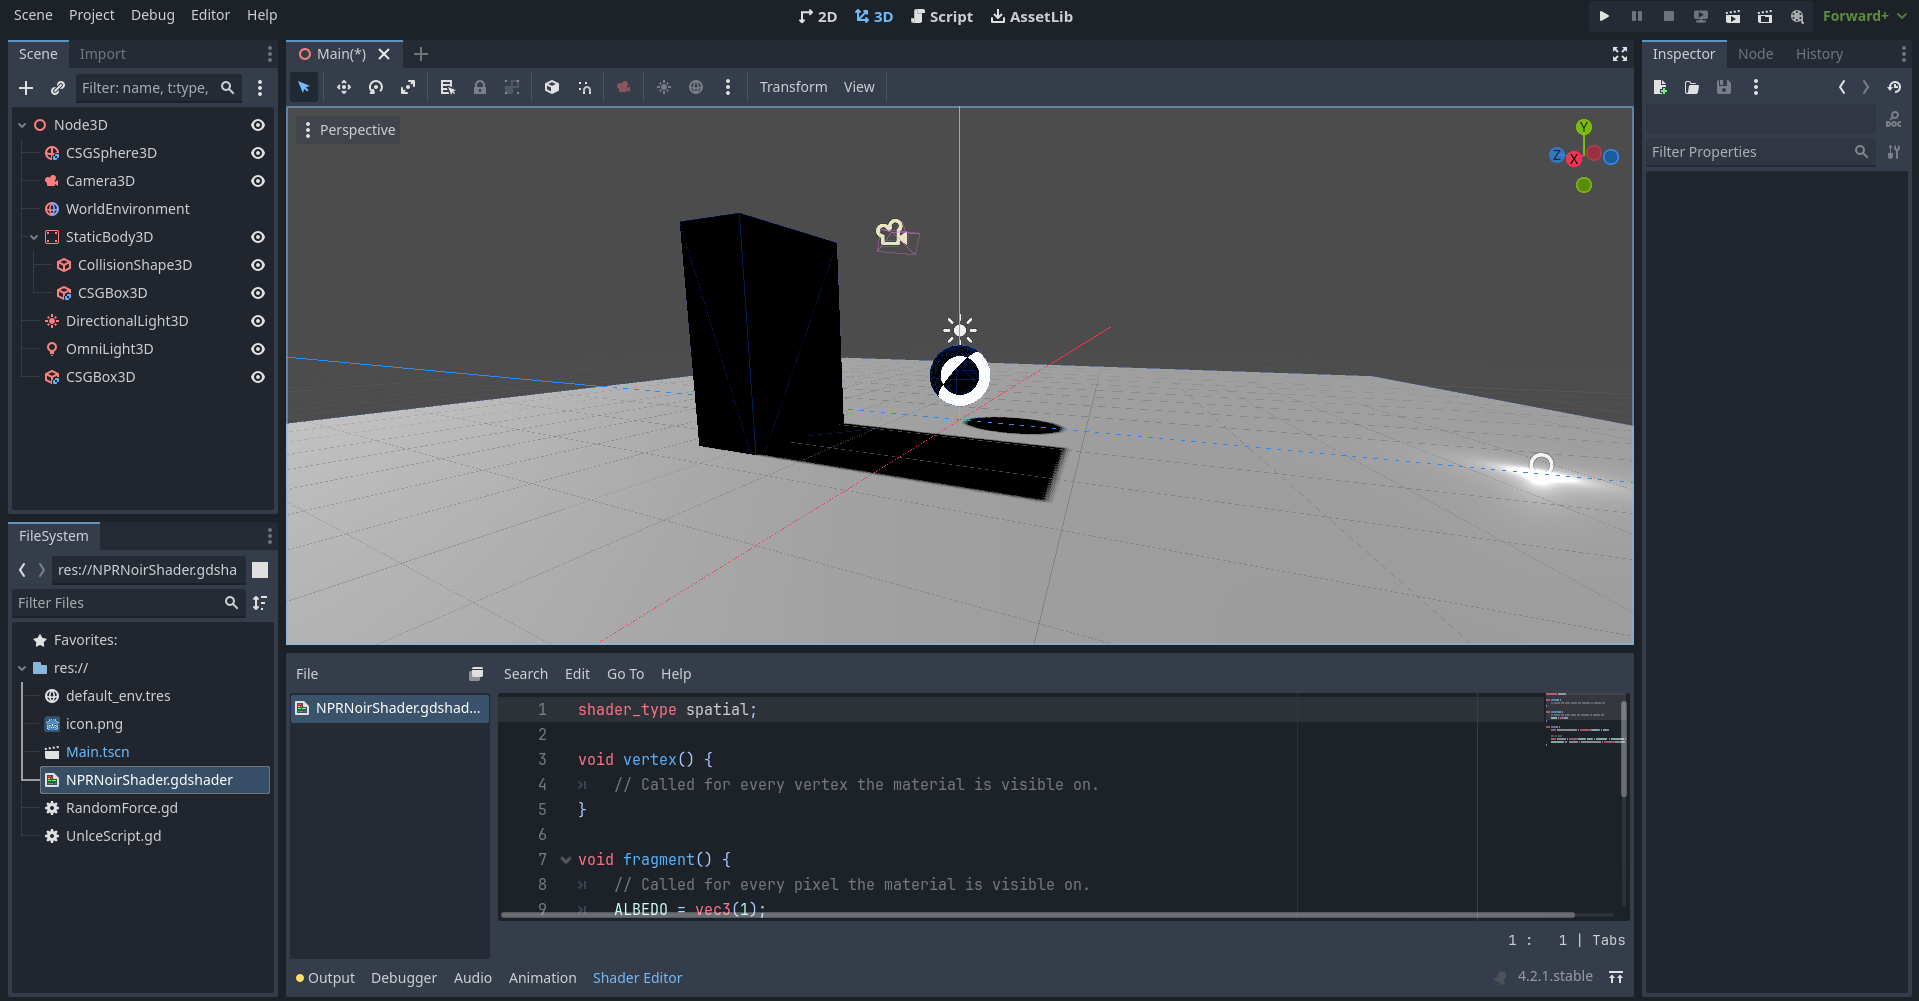 Scene Project Debug Editor Help
2D 3D Script AssetLib
Forward+
Scene Import
Filter: name, t:type,
Node3D
CSGSphere3D
Camera3D
WorldEnvironment
StaticBody3D
CollisionShape3D
CSGBox3D
DirectionalLight3D
OmniLight3D
CSGBox3D
FileSystem
res://NPRNoirShader.gdsha
Filter Files
Favorites:
res://
default_env.tres
icon.png
Main.tscn
NPRNoirShader.gdshader
RandomForce.gd
UnlceScript.gd
Main(*)
Transform View
Perspective
Y
Z X
File
NPRNoirShader.gdshad...
Search Edit Go To Help
1 shader_type spatial;
2
3 void vertex() {
4 // Called for every vertex the material is visible on.
5 }
6
7 void fragment() {
8 // Called for every pixel the material is visible on.
9 ALBEDO = vec3(1);
1 : 1 | Tabs
Output Debugger Audio Animation Shader Editor
4.2.1.stable
Inspector Node History
DOC
Filter Properties